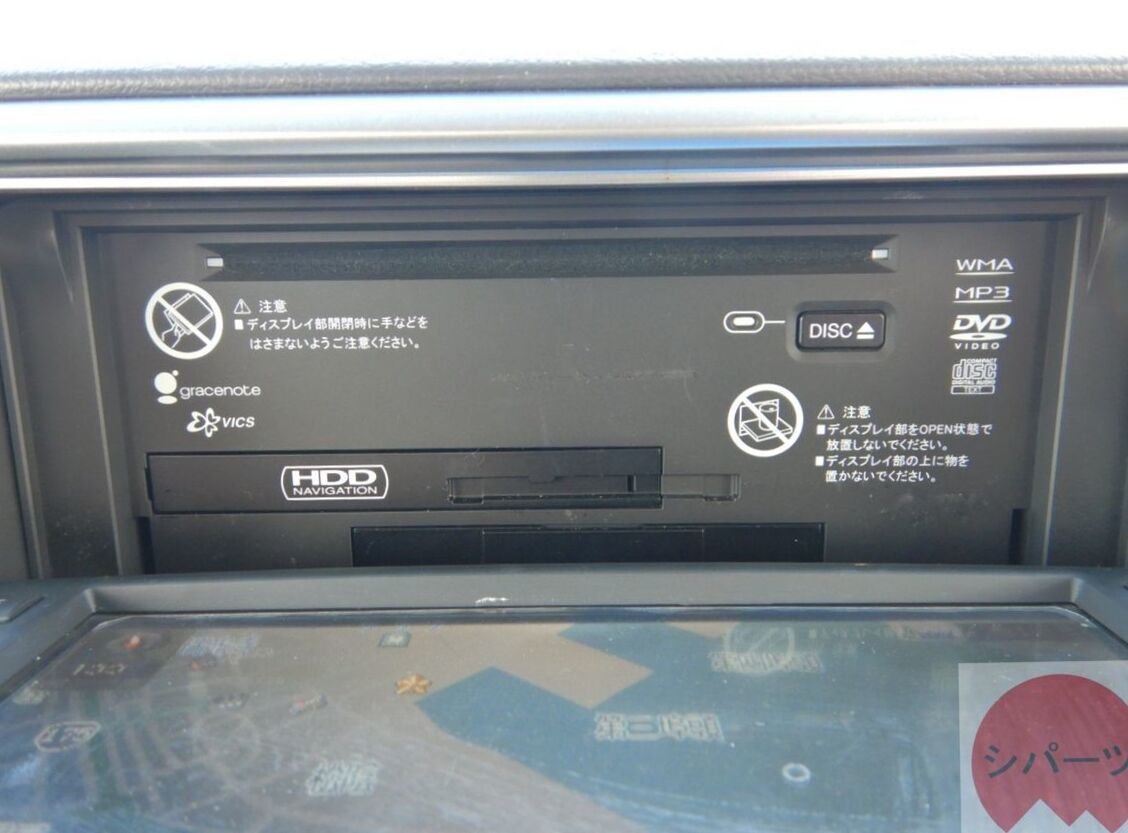 WMA
⚠ 注意
■ディスプレイ部開閉時に手などを
はさまないようご注意ください。
MP3
DISC
DVD
VIDEO
gracenote
COMPACT
disc
DIGITAL AUDIO
TEXT
VICS
⚠ 注意
■ディスプレイ部をOPEN状態で
放置しないでください。
■ディスプレイ部の上に物を
置かないでください。
HDD
NAVIGATION
シパーツ